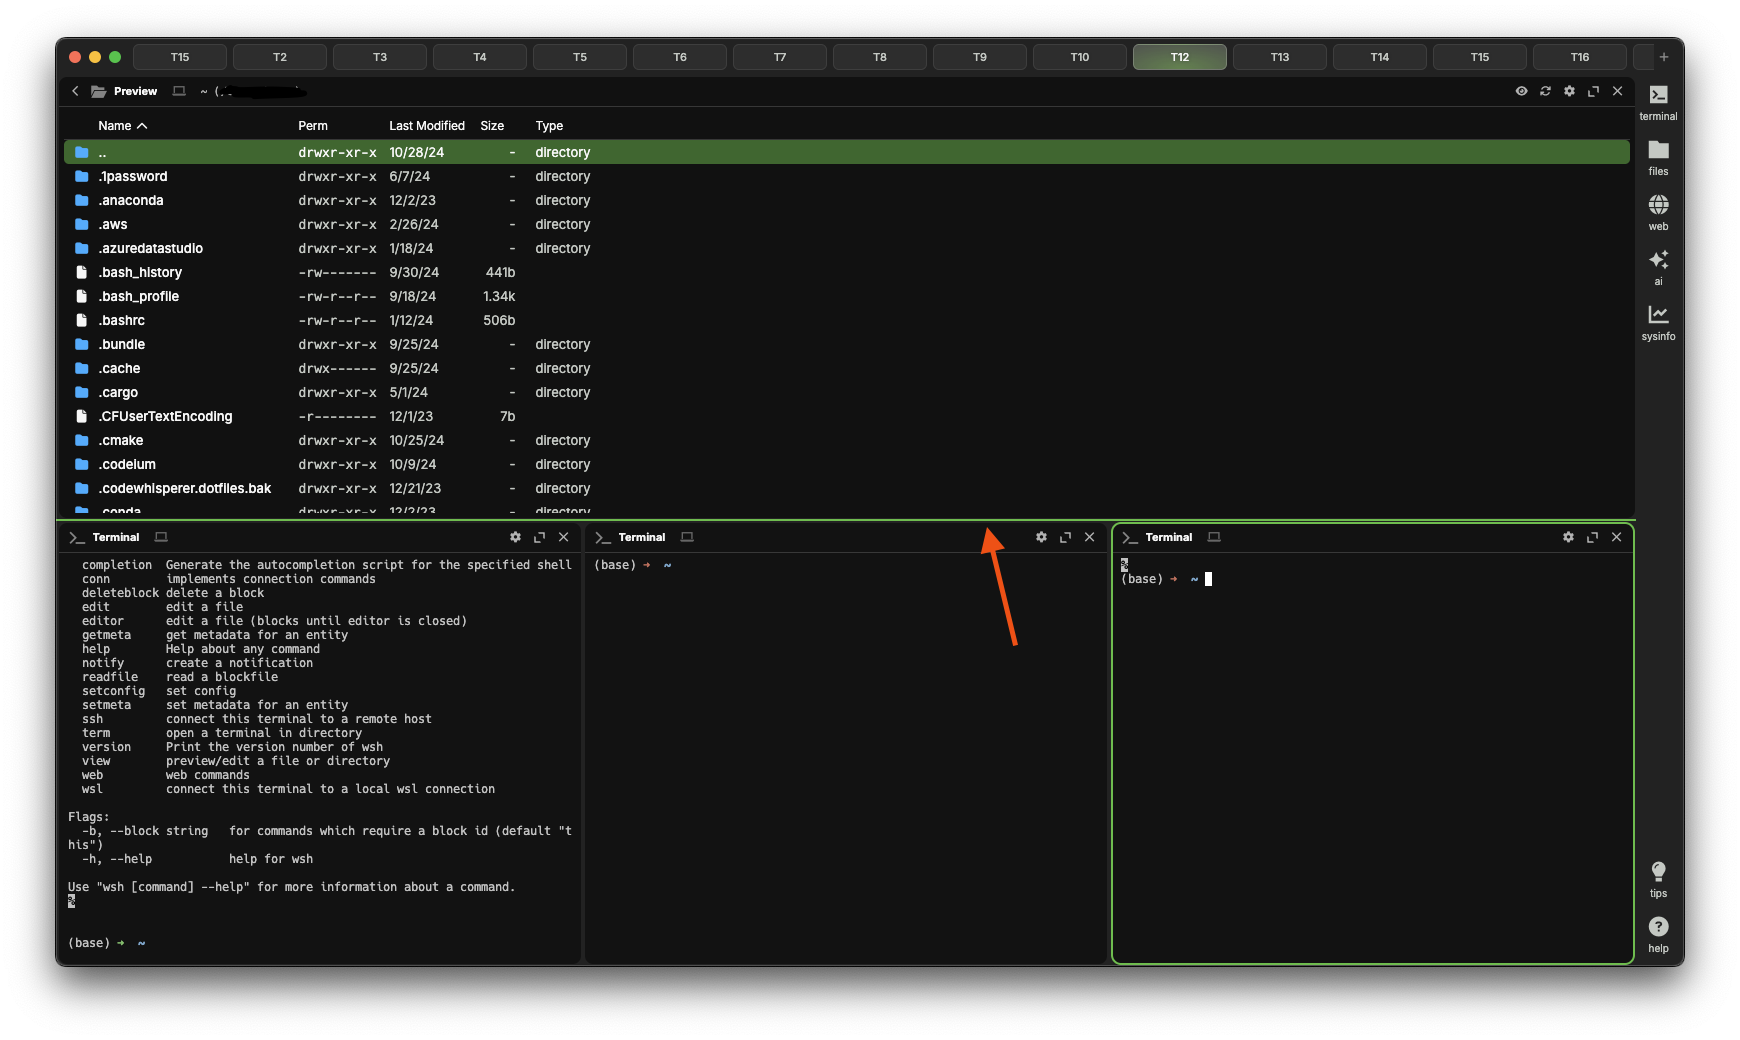 T15 T2 T3 T4 T5 T6 T7 T8 T9 T10 T12 T13 T14 T15 T16 +
Preview ~ (
Name Perm Last Modified Size Type
.. drwxr-xr-x 10/28/24 - directory
.1password drwxr-xr-x 6/7/24 - directory
.anaconda drwxr-xr-x 12/2/23 - directory
.aws drwxr-xr-x 2/26/24 - directory
.azuredatastudio drwxr-xr-x 1/18/24 - directory
.bash_history -rw------- 9/30/24 441b
.bash_profile -rw-r--r-- 9/18/24 1.34k
.bashrc -rw-r--r-- 1/12/24 506b
.bundle drwxr-xr-x 9/25/24 - directory
.cache drwx------ 9/25/24 - directory
.cargo drwxr-xr-x 5/1/24 - directory
.CFUserTextEncoding -r-------- 12/1/23 7b
.cmake drwxr-xr-x 10/25/24 - directory
.codeium drwxr-xr-x 10/9/24 - directory
.codewhisperer.dotfiles.bak drwxr-xr-x 12/21/23 - directory
.conda drwxr-xr-x 12/2/23 - directory
terminal
files
web
ai
sysinfo
tips
help
Terminal
completion Generate the autocompletion script for the specified shell
conn implements connection commands
deleteblock delete a block
edit edit a file
editor edit a file (blocks until editor is closed)
getmeta get metadata for an entity
help Help about any command
notify create a notification
readfile read a blockfile
setconfig set config
setmeta set metadata for an entity
ssh connect this terminal to a remote host
term open a terminal in directory
version Print the version number of wsh
view preview/edit a file or directory
web web commands
wsl connect this terminal to a local wsl connection
Flags:
-b, --block string for commands which require a block id (default "t
his")
-h, --help help for wsh
Use "wsh [command] --help" for more information about a command.
%
(base) ➜ ~
Terminal
(base) ➜ ~
Terminal
%
(base) ➜ ~